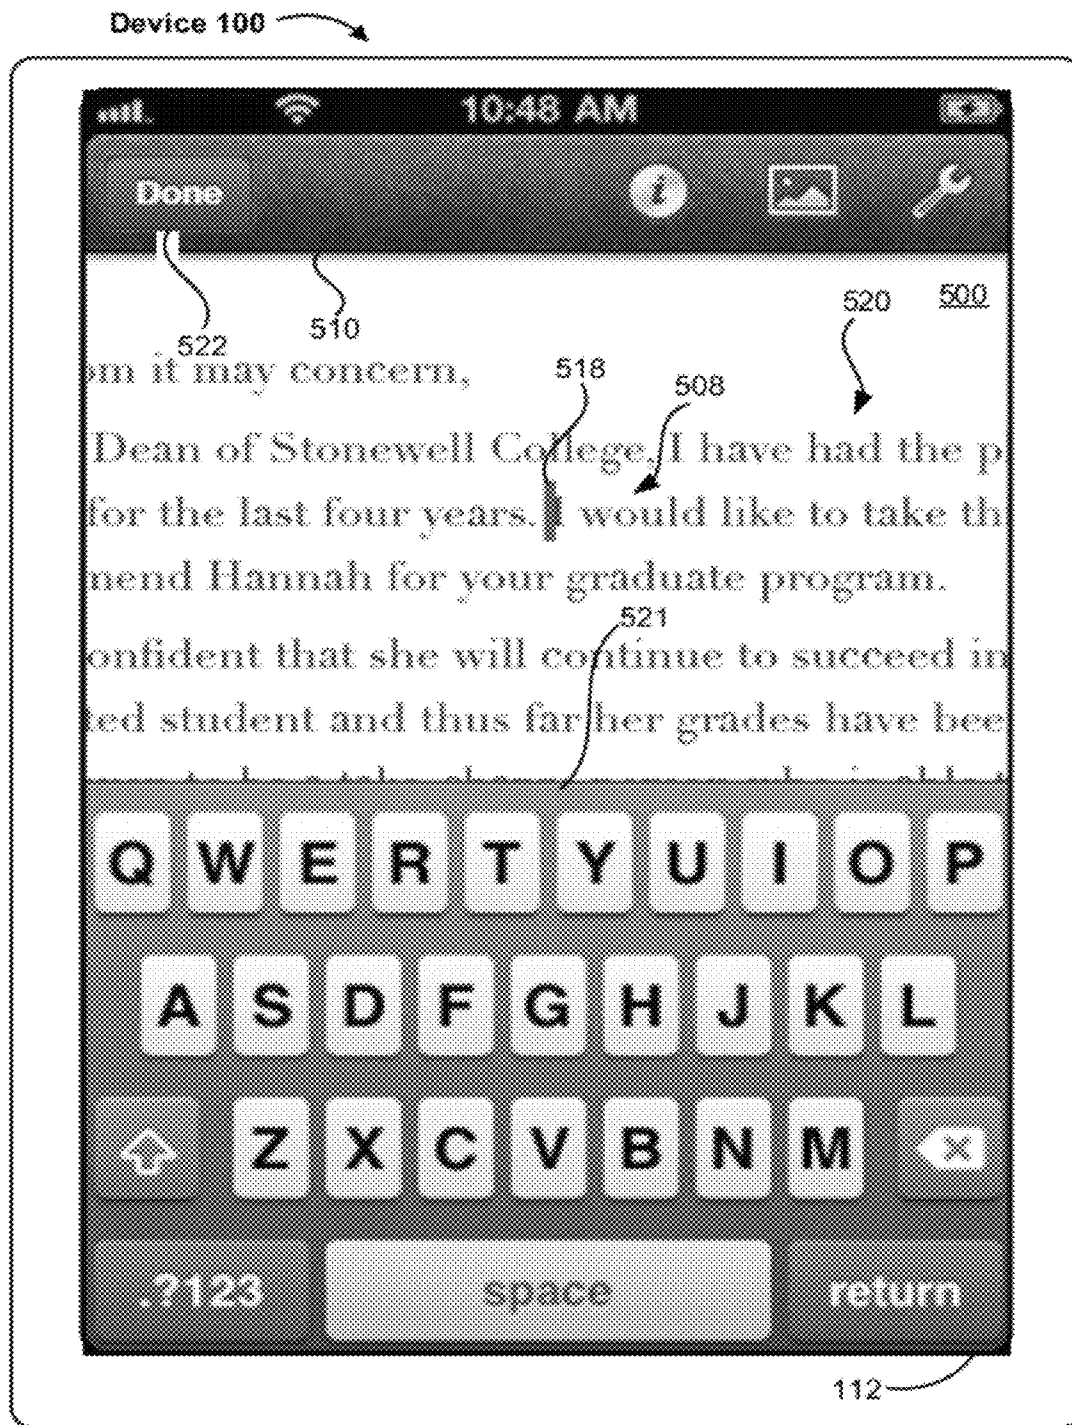 Device 100
10:48 AM
Done
i
520 500
510
522
om it may concern,
518
508
Dean of Stonewell College, I have had the p
for the last four years. I would like to take th
mend Hannah for your graduate program.
521
onfident that she will continue to succeed in
ted student and thus far her grades have bee
Q W E R T Y U I O P
A S D F G H J K L
Z X C V B N M
.?123 space return
112